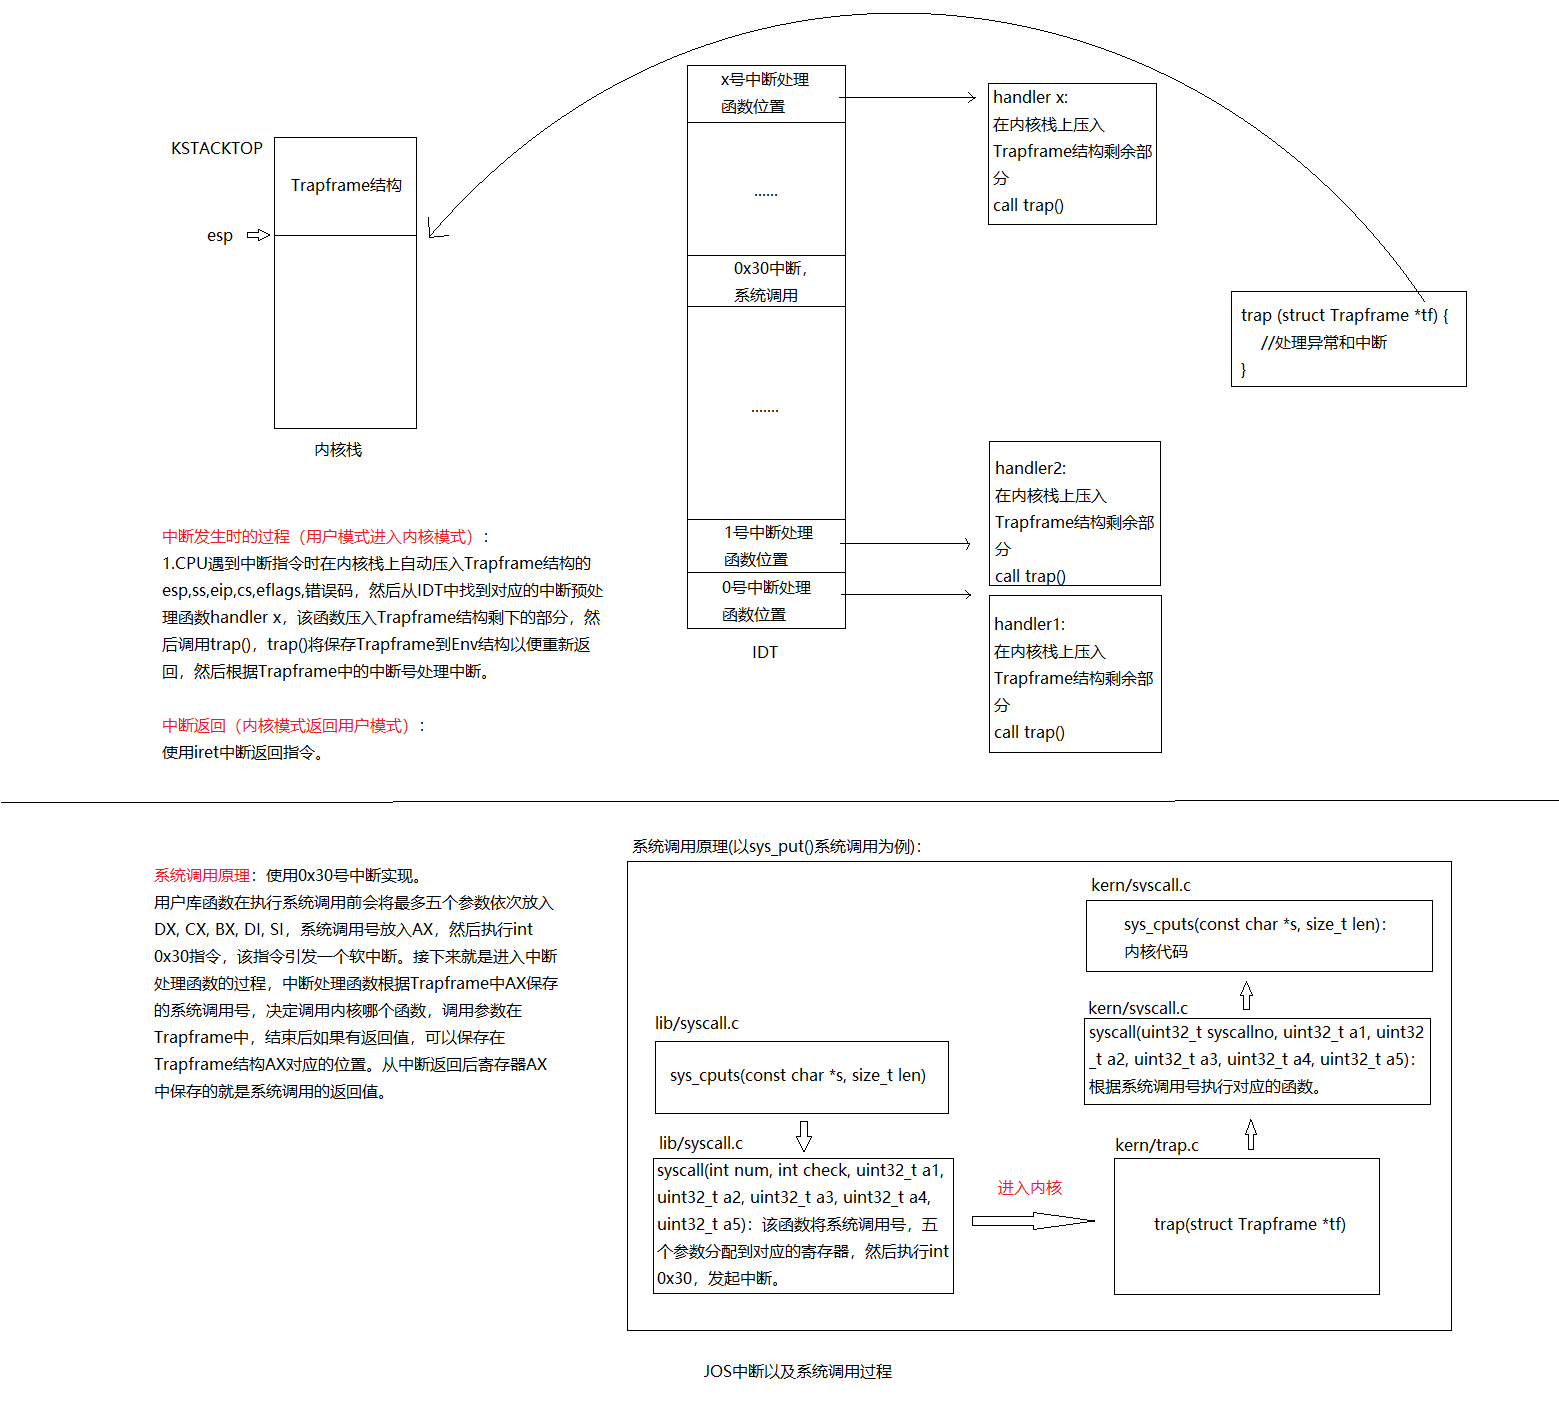 KSTACKTOP
Trapframe结构
esp
内核栈
x号中断处理
函数位置
......
0x30中断，
系统调用
.......
1号中断处理
函数位置
0号中断处理
函数位置
IDT
handler x:
在内核栈上压入
Trapframe结构剩余部
分
call trap()
trap (struct Trapframe *tf) {
//处理异常和中断
}
handler2:
在内核栈上压入
Trapframe结构剩余部
分
call trap()
handler1:
在内核栈上压入
Trapframe结构剩余部
分
call trap()
中断发生时的过程（用户模式进入内核模式）：
1.CPU遇到中断指令时在内核栈上自动压入Trapframe结构的
esp,ss,eip,cs,eflags,错误码，然后从IDT中找到对应的中断预处
理函数handler x，该函数压入Trapframe结构剩下的部分，然
后调用trap()，trap()将保存Trapframe到Env结构以便重新返
回，然后根据Trapframe中的中断号处理中断。
中断返回（内核模式返回用户模式）：
使用iret中断返回指令。
系统调用原理：使用0x30号中断实现。
用户库函数在执行系统调用前会将最多五个参数依次放入
DX, CX, BX, DI, SI，系统调用号放入AX，然后执行int
0x30指令，该指令引发一个软中断。接下来就是进入中断
处理函数的过程，中断处理函数根据Trapframe中AX保存
的系统调用号，决定调用内核哪个函数，调用参数在
Trapframe中，结束后如果有返回值，可以保存在
Trapframe结构AX对应的位置。从中断返回后寄存器AX
中保存的就是系统调用的返回值。
系统调用原理(以sys_put()系统调用为例)：
lib/syscall.c
sys_cputs(const char *s, size_t len)
lib/syscall.c
syscall(int num, int check, uint32_t a1,
uint32_t a2, uint32_t a3, uint32_t a4,
uint32_t a5)：该函数将系统调用号，五
个参数分配到对应的寄存器，然后执行int
0x30，发起中断。
进入内核
kern/syscall.c
sys_cputs(const char *s, size_t len)：
内核代码
kern/syscall.c
syscall(uint32_t syscallno, uint32_t a1, uint32
_t a2, uint32_t a3, uint32_t a4, uint32_t a5)：
根据系统调用号执行对应的函数。
kern/trap.c
trap(struct Trapframe *tf)
JOS中断以及系统调用过程